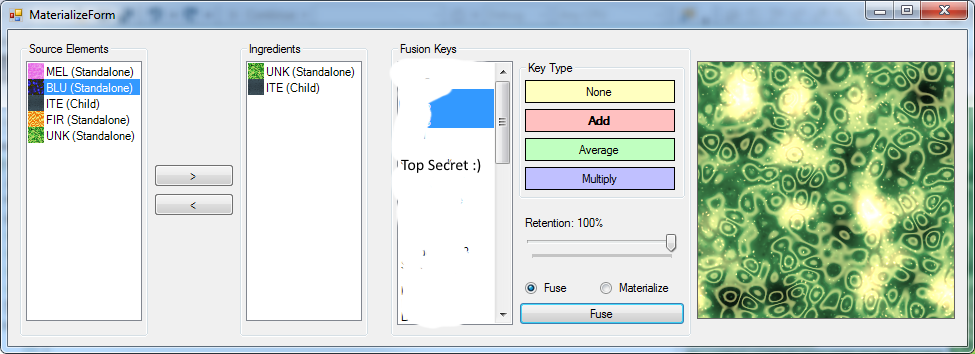 MaterializeForm
Source Elements
MEL (Standalone)
BLU (Standalone)
ITE (Child)
FIR (Standalone)
UNK (Standalone)
>
<
Ingredients
UNK (Standalone)
ITE (Child)
Fusion Keys
Top Secret :)
Key Type
None
Add
Average
Multiply
Retention: 100%
Fuse
Materialize
Fuse